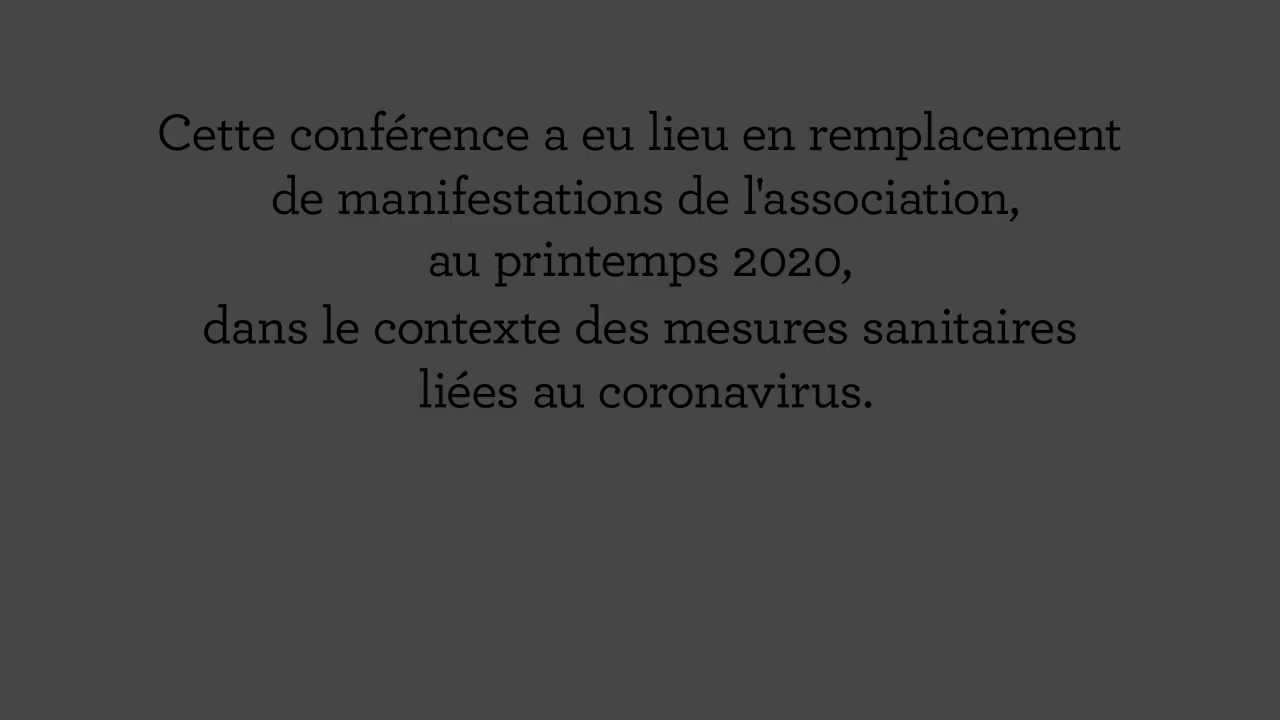 Cette conférence a eu lieu en remplacement
de manifestations de l'association,
au printemps 2020,
dans le contexte des mesures sanitaires
liées au coronavirus.